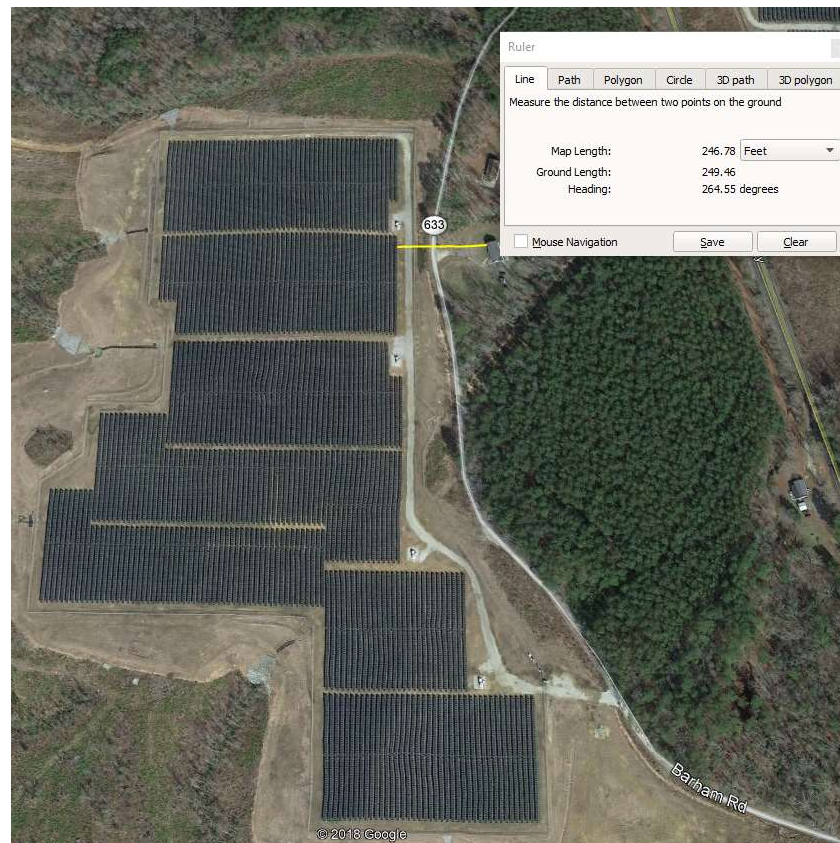 Ruler
Line Path Polygon Circle 3D path 3D polygon
Measure the distance between two points on the ground
Map Length: 246.78 Feet
Ground Length: 249.46
Heading: 264.55 degrees
Mouse Navigation Save Clear
633
Barham Rd
© 2018 Google